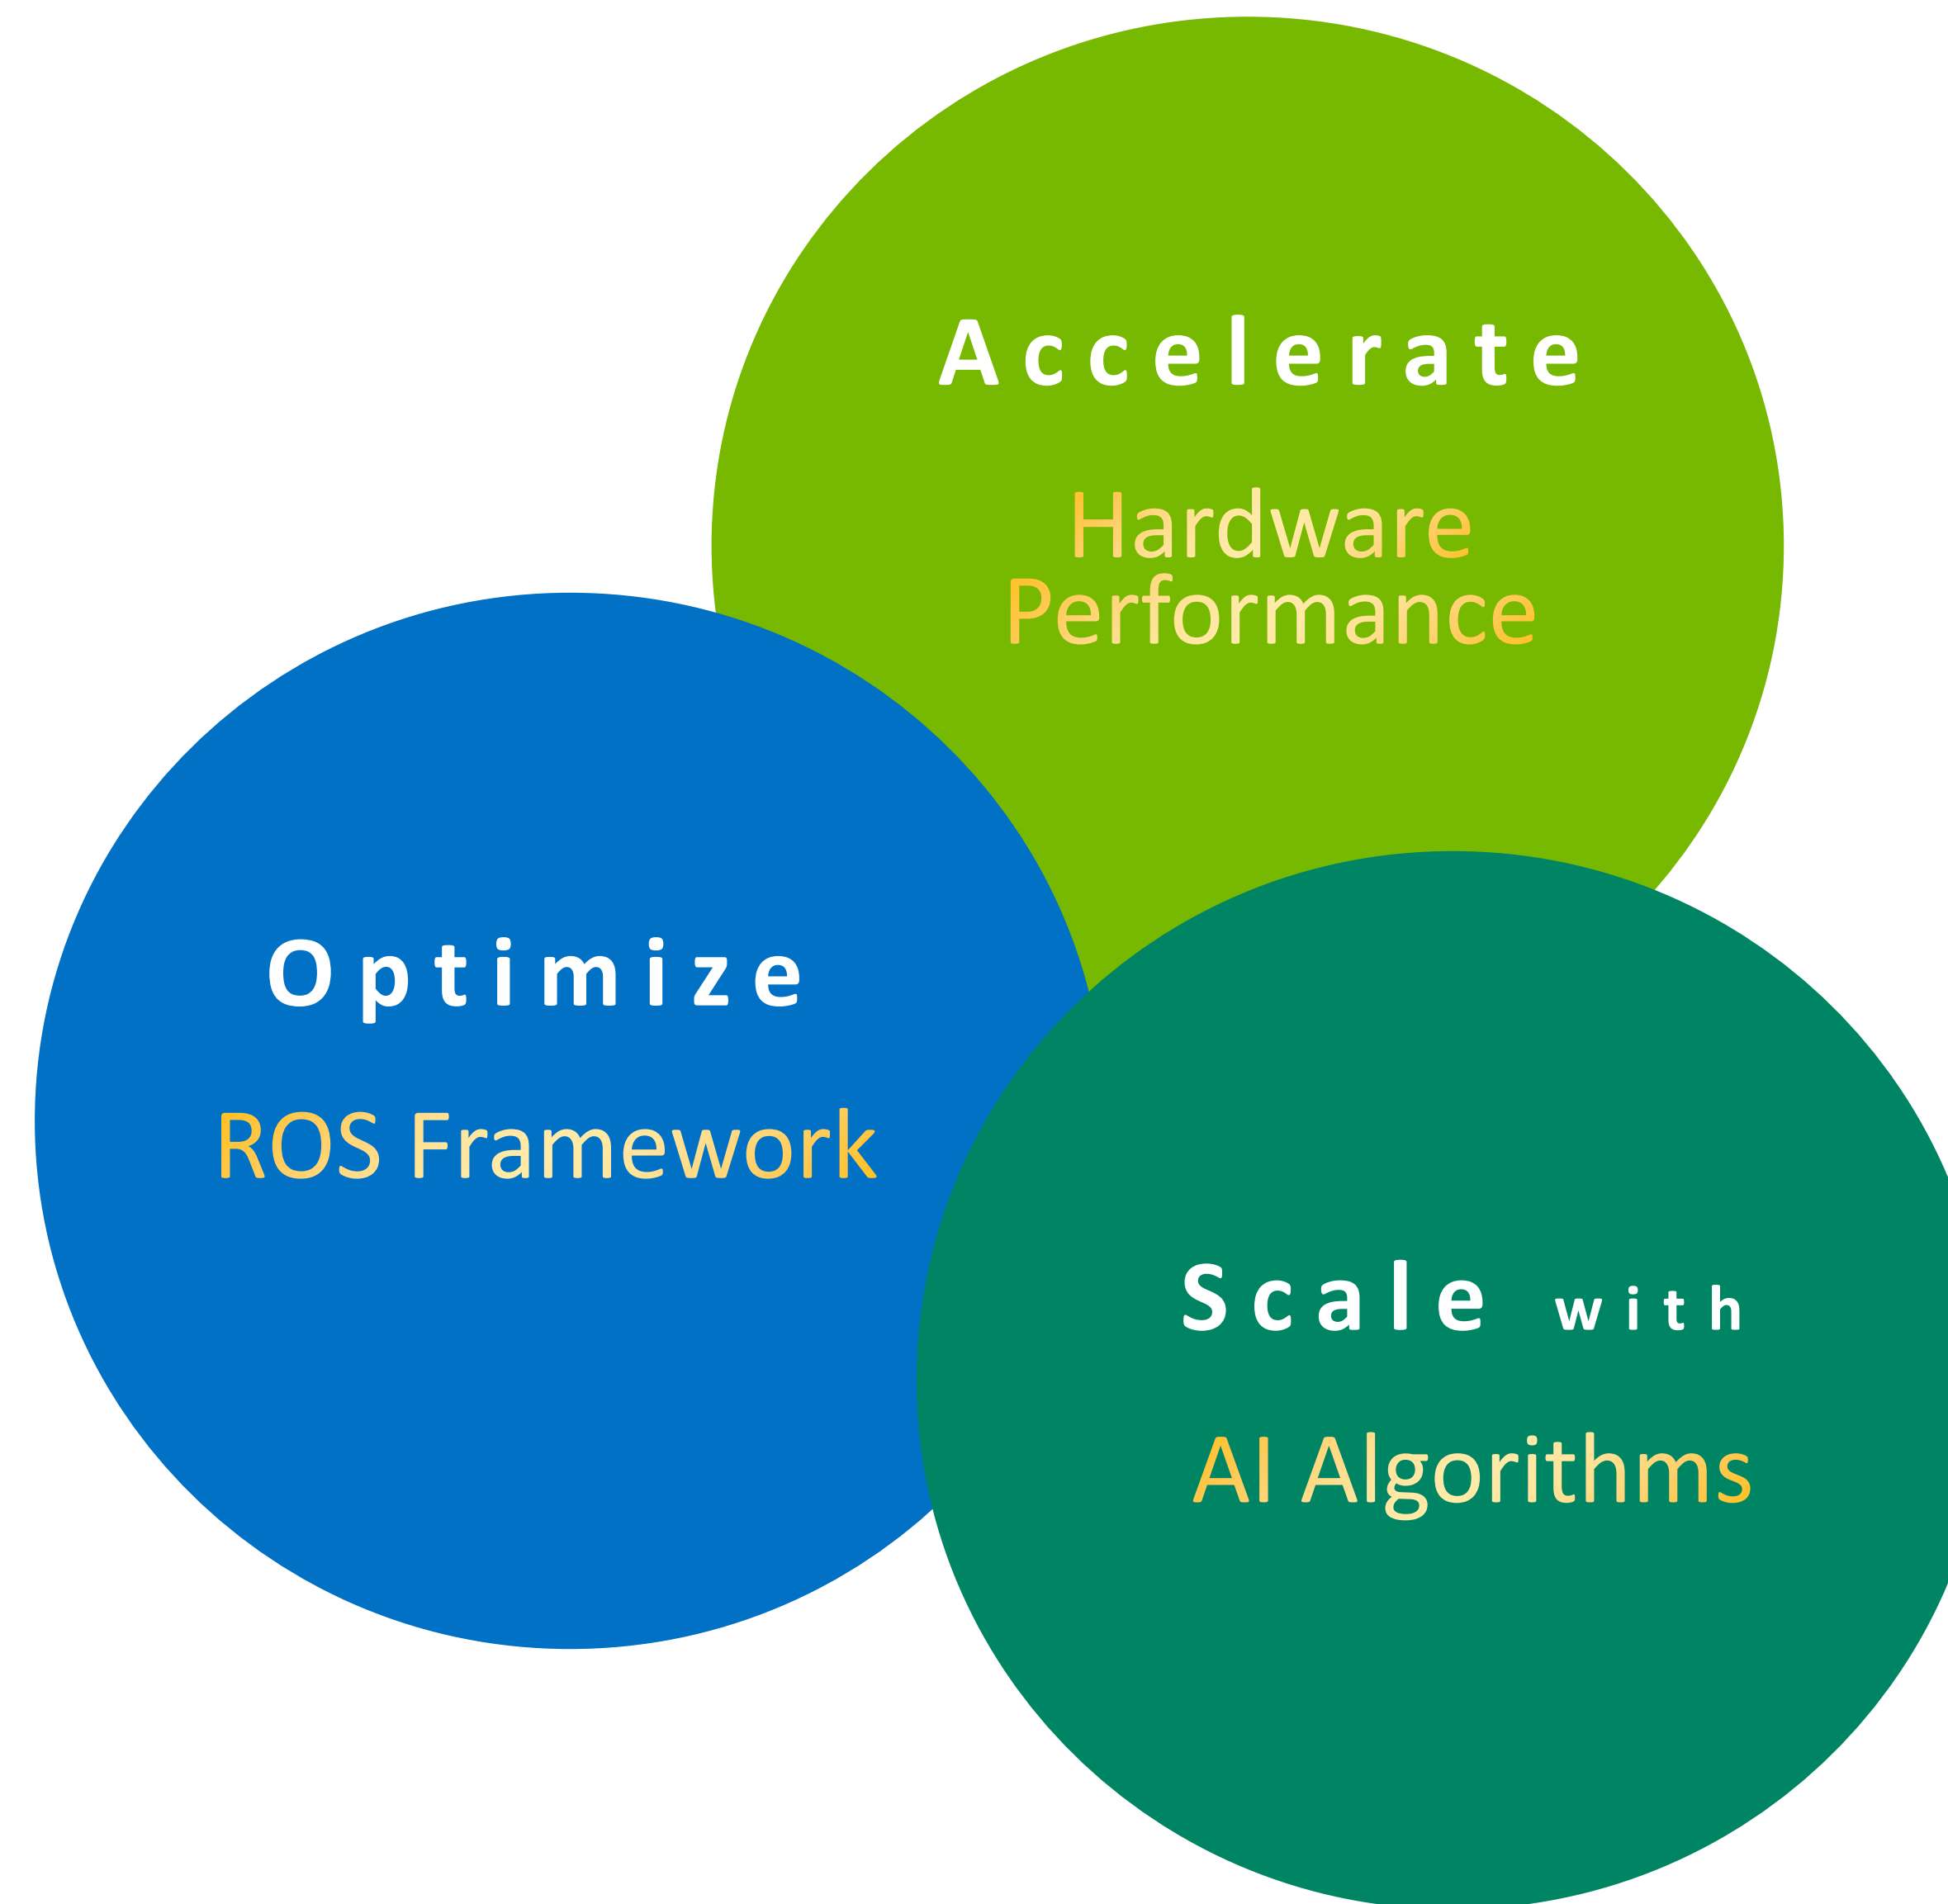 Accelerate
Hardware
Performance
Optimize
ROS Framework
Scale with
AI Algorithms